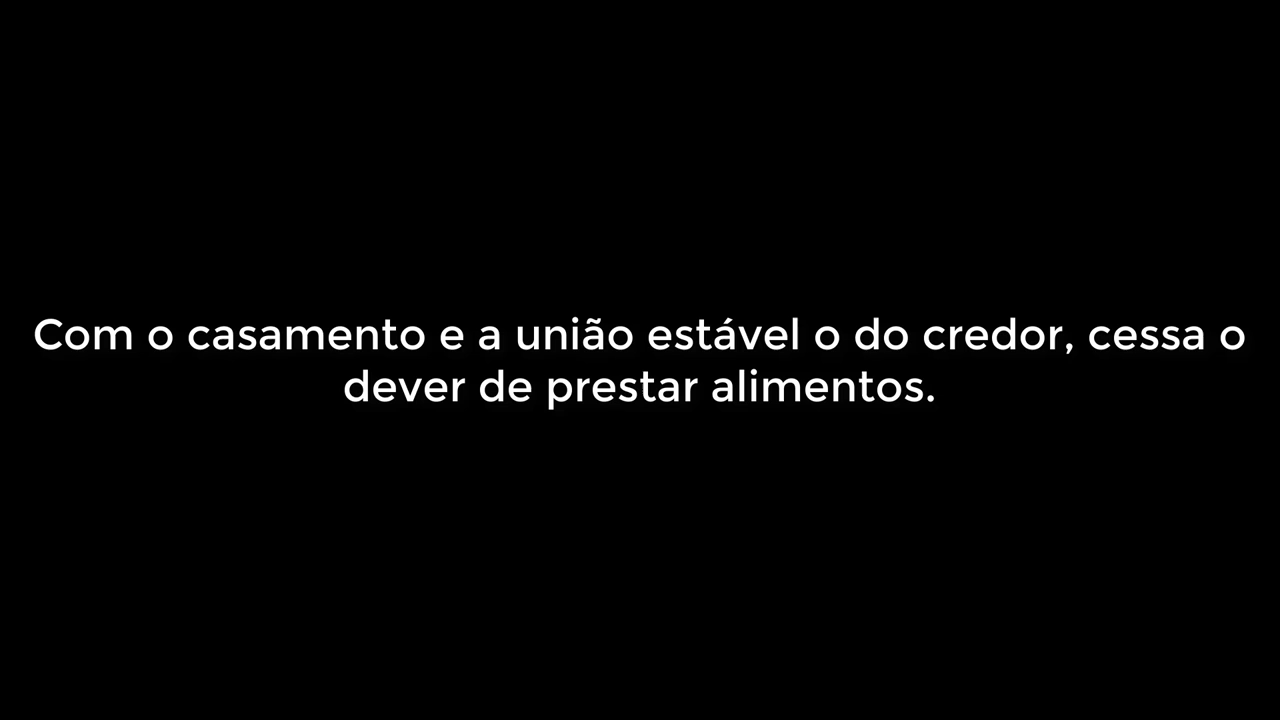 Com o casamento e a união estável o do credor, cessa o
dever de prestar alimentos.